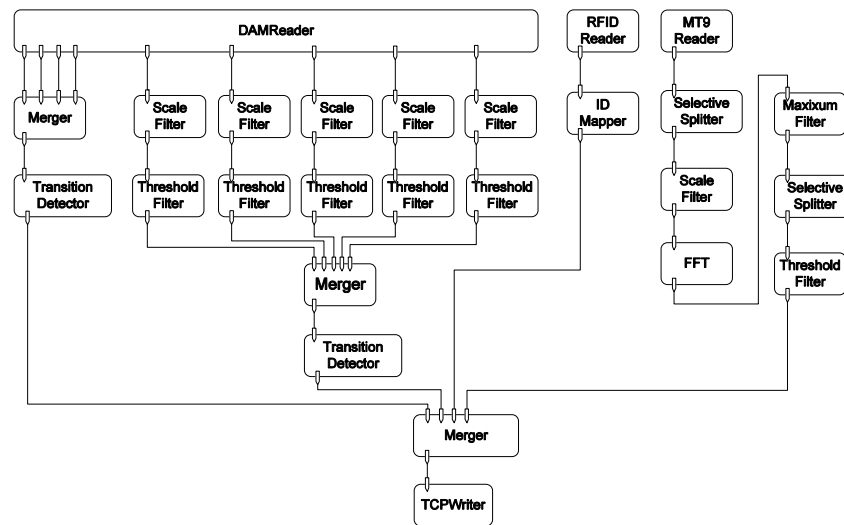 DAMReader
RFID
Reader
MT9
Reader
Merger
Scale
Filter
Scale
Filter
Scale
Filter
Scale
Filter
Scale
Filter
ID
Mapper
Selective
Splitter
Maxixum
Filter
Transition
Detector
Threshold
Filter
Threshold
Filter
Threshold
Filter
Threshold
Filter
Threshold
Filter
Scale
Filter
Selective
Splitter
Merger
FFT
Threshold
Filter
Transition
Detector
Merger
TCPWriter